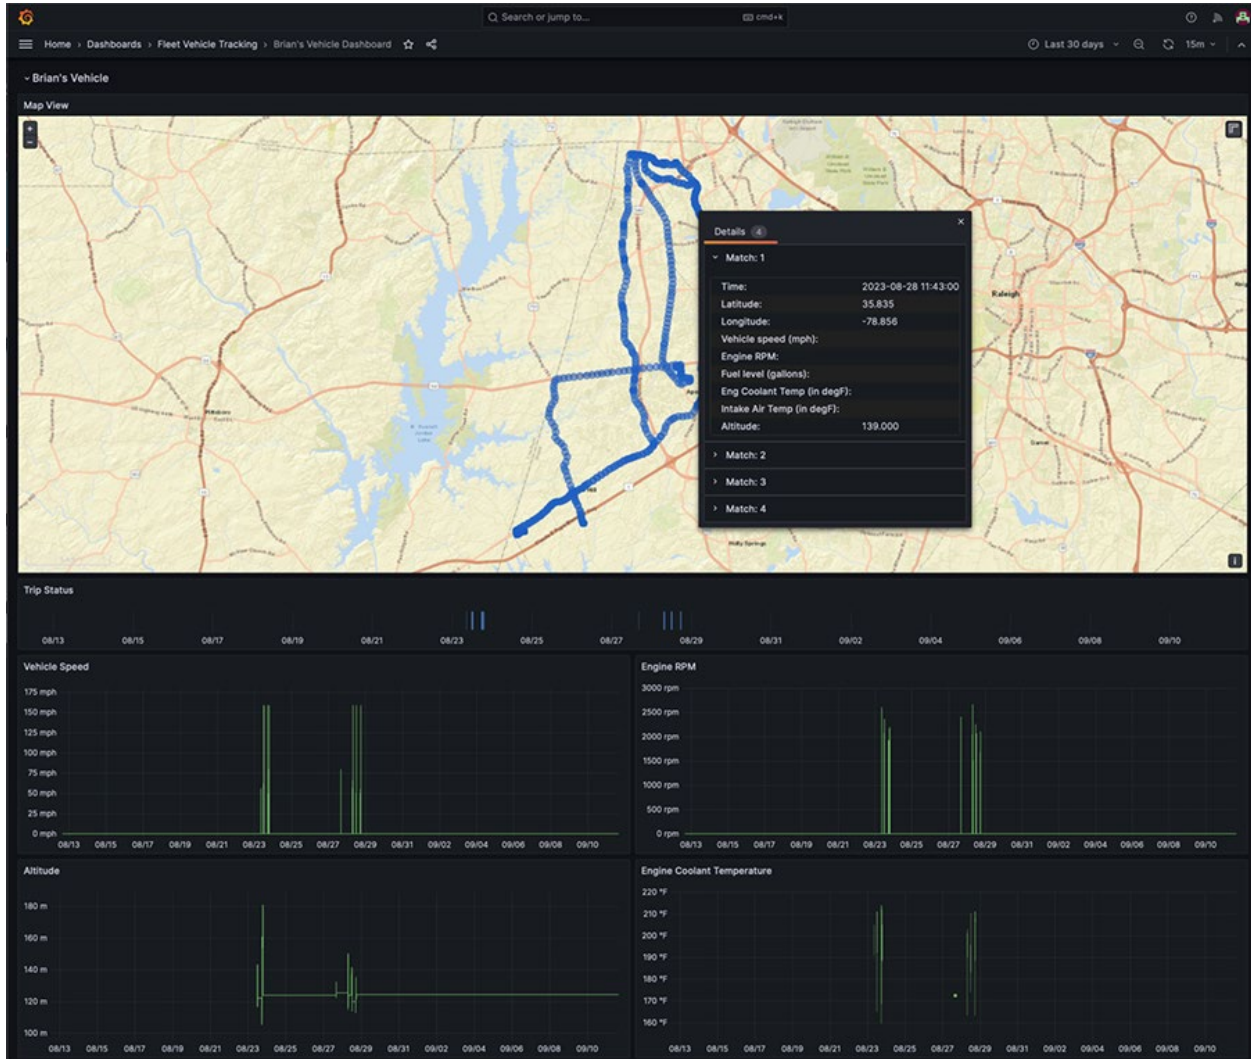 Search or jump to... cmd+k
Home › Dashboards › Fleet Vehicle Tracking › Brian's Vehicle Dashboard Last 30 days 15m
Brian's Vehicle
Map View
+
−
Details 4
Match: 1
Time: 2023-08-28 11:43:00
Latitude: 35.835
Longitude: -78.856
Vehicle speed (mph):
Engine RPM:
Fuel level (gallons):
Eng Coolant Temp (in degF):
Intake Air Temp (in degF):
Altitude: 139.000
Match: 2
Match: 3
Match: 4
Raleigh
Holly Springs
Trip Status
08/13 08/15 08/17 08/19 08/21 08/23 08/25 08/27 08/29 08/31 09/02 09/04 09/06 09/08 09/10
Vehicle Speed
175 mph
150 mph
125 mph
100 mph
75 mph
50 mph
25 mph
0 mph
08/13 08/15 08/17 08/19 08/21 08/23 08/25 08/27 08/29 08/31 09/02 09/04 09/06 09/08 09/10
Engine RPM
3000 rpm
2500 rpm
2000 rpm
1500 rpm
1000 rpm
500 rpm
0 rpm
08/13 08/15 08/17 08/19 08/21 08/23 08/25 08/27 08/29 08/31 09/02 09/04 09/06 09/08 09/10
Altitude
180 m
160 m
140 m
120 m
100 m
08/13 08/15 08/17 08/19 08/21 08/23 08/25 08/27 08/29 08/31 09/02 09/04 09/06 09/08 09/10
Engine Coolant Temperature
220 °F
210 °F
200 °F
190 °F
180 °F
170 °F
160 °F
08/13 08/15 08/17 08/19 08/21 08/23 08/25 08/27 08/29 08/31 09/02 09/04 09/06 09/08 09/10